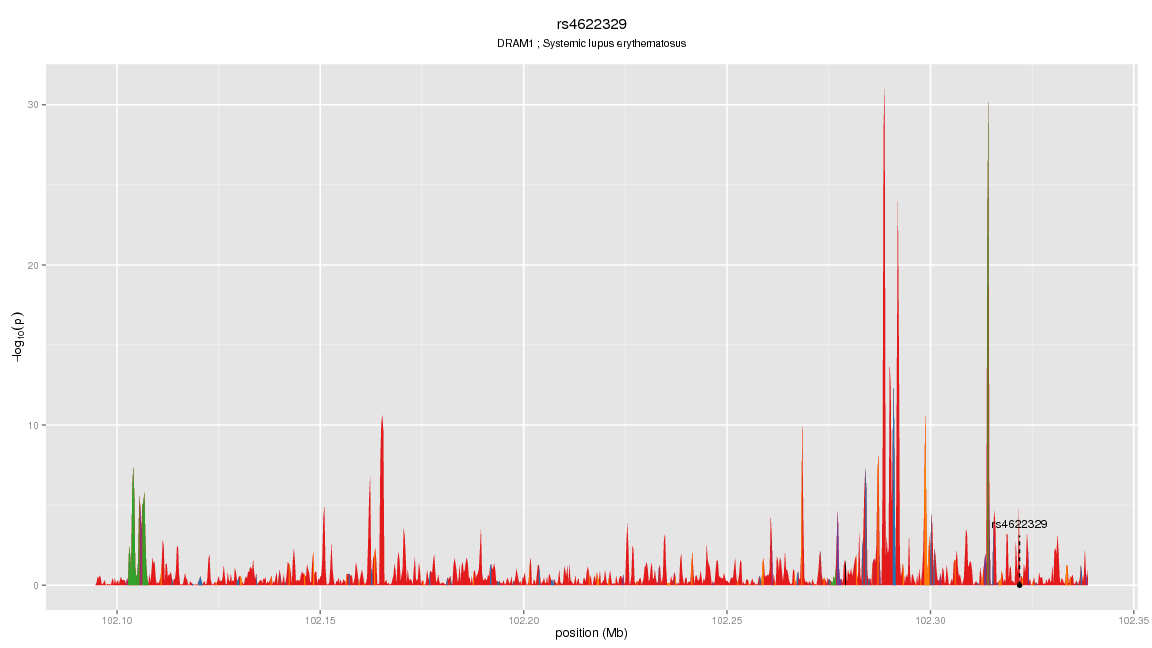 rs4622329
DRAM1 ; Systemic lupus erythematosus
30
20
10
0
−log10(p)
rs4622329
102.10 102.15 102.20 102.25 102.30 102.35
position (Mb)